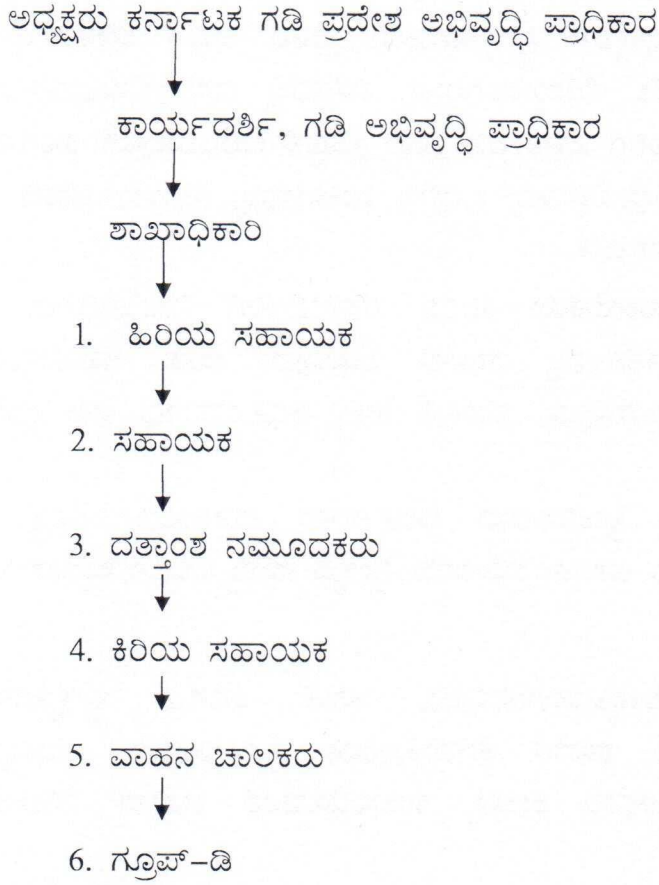 ಅಧ್ಯಕ್ಷರು ಕರ್ನಾಟಕ ಗಡಿ ಪ್ರದೇಶ ಅಭಿವೃದ್ಧಿ ಪ್ರಾಧಿಕಾರ
ಕಾರ್ಯದರ್ಶಿ, ಗಡಿ ಅಭಿವೃದ್ಧಿ ಪ್ರಾಧಿಕಾರ
ಶಾಖಾಧಿಕಾರಿ
1. ಹಿರಿಯ ಸಹಾಯಕ
2. ಸಹಾಯಕ
3. ದತ್ತಾಂಶ ನಮೂದಕರು
4. ಕಿರಿಯ ಸಹಾಯಕ
5. ವಾಹನ ಚಾಲಕರು
6. ಗ್ರೂಪ್-ಡಿ